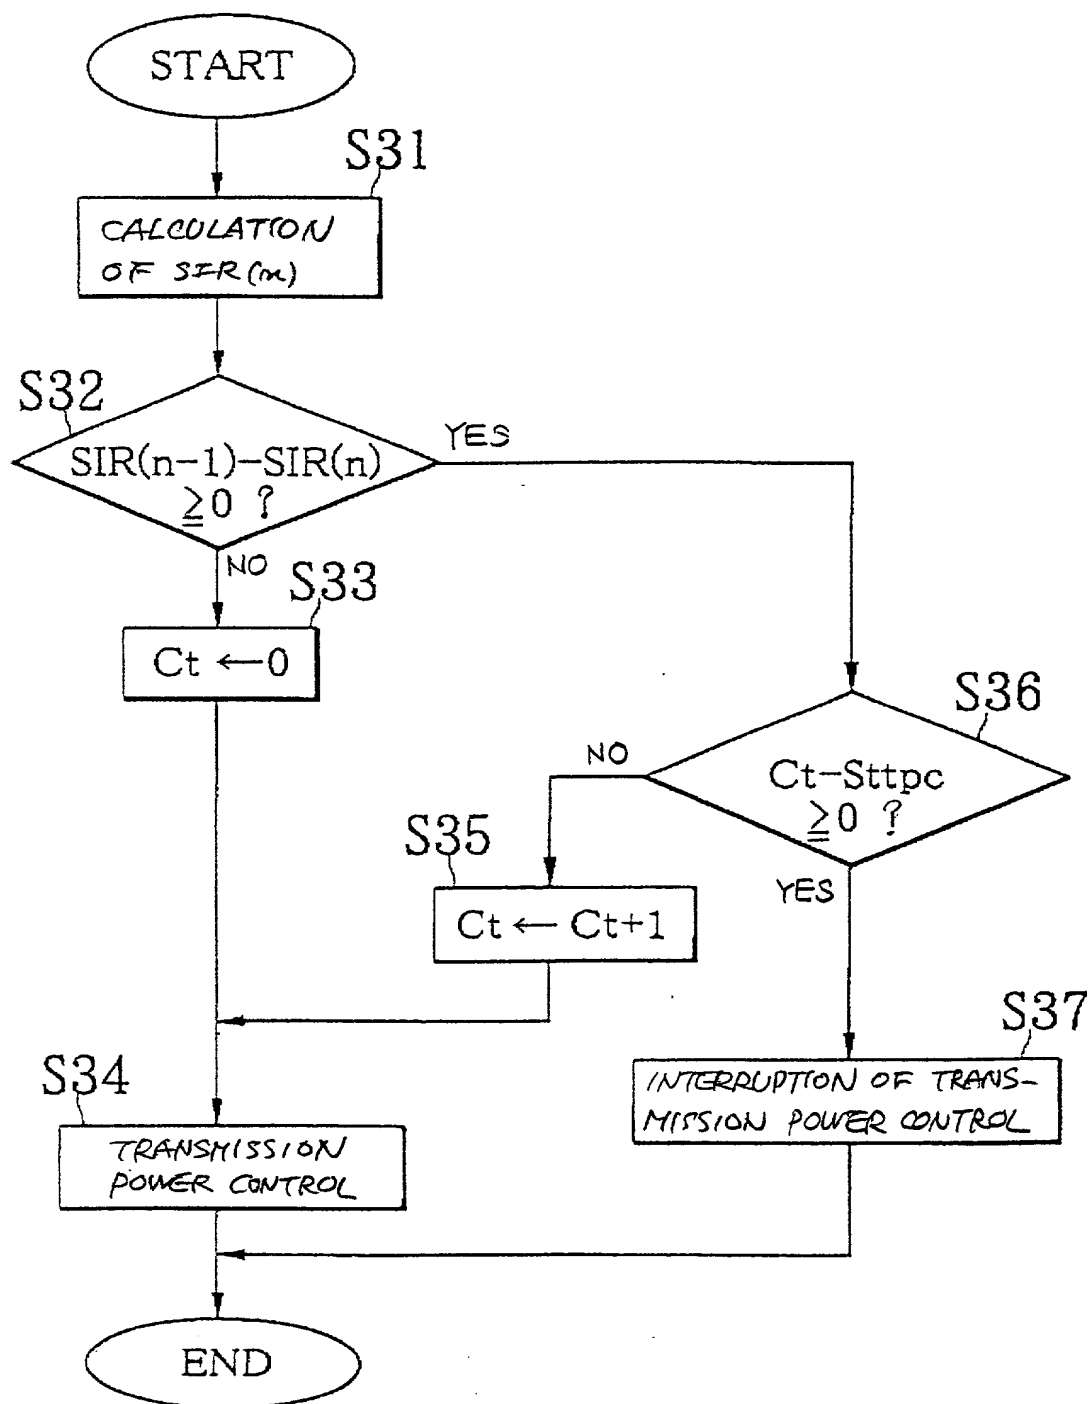 START
S31
CALCULATION
OF SIR(n)
S32
SIR(n-1)-SIR(n)
≧0 ?
YES
NO
S33
Ct ←0
S36
NO
Ct-Sttpc
≧0 ?
YES
S35
Ct ← Ct+1
S37
INTERRUPTION OF TRANS-
MISSION POWER CONTROL
S34
TRANSMISSION
POWER CONTROL
END